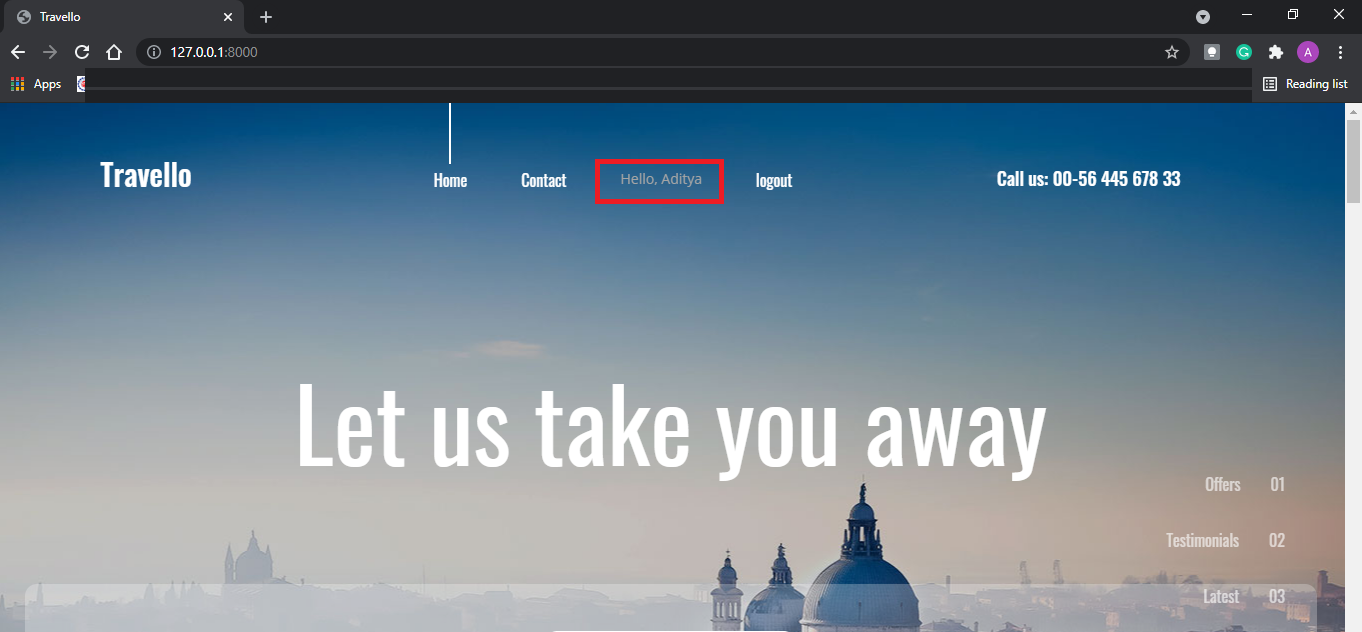 Travello
127.0.0.1:8000
A
Apps
Reading list
Travello
Home
Contact
Hello, Aditya
logout
Call us: 00-56 445 678 33
Let us take you away
Offers 01
Testimonials 02
Latest 03